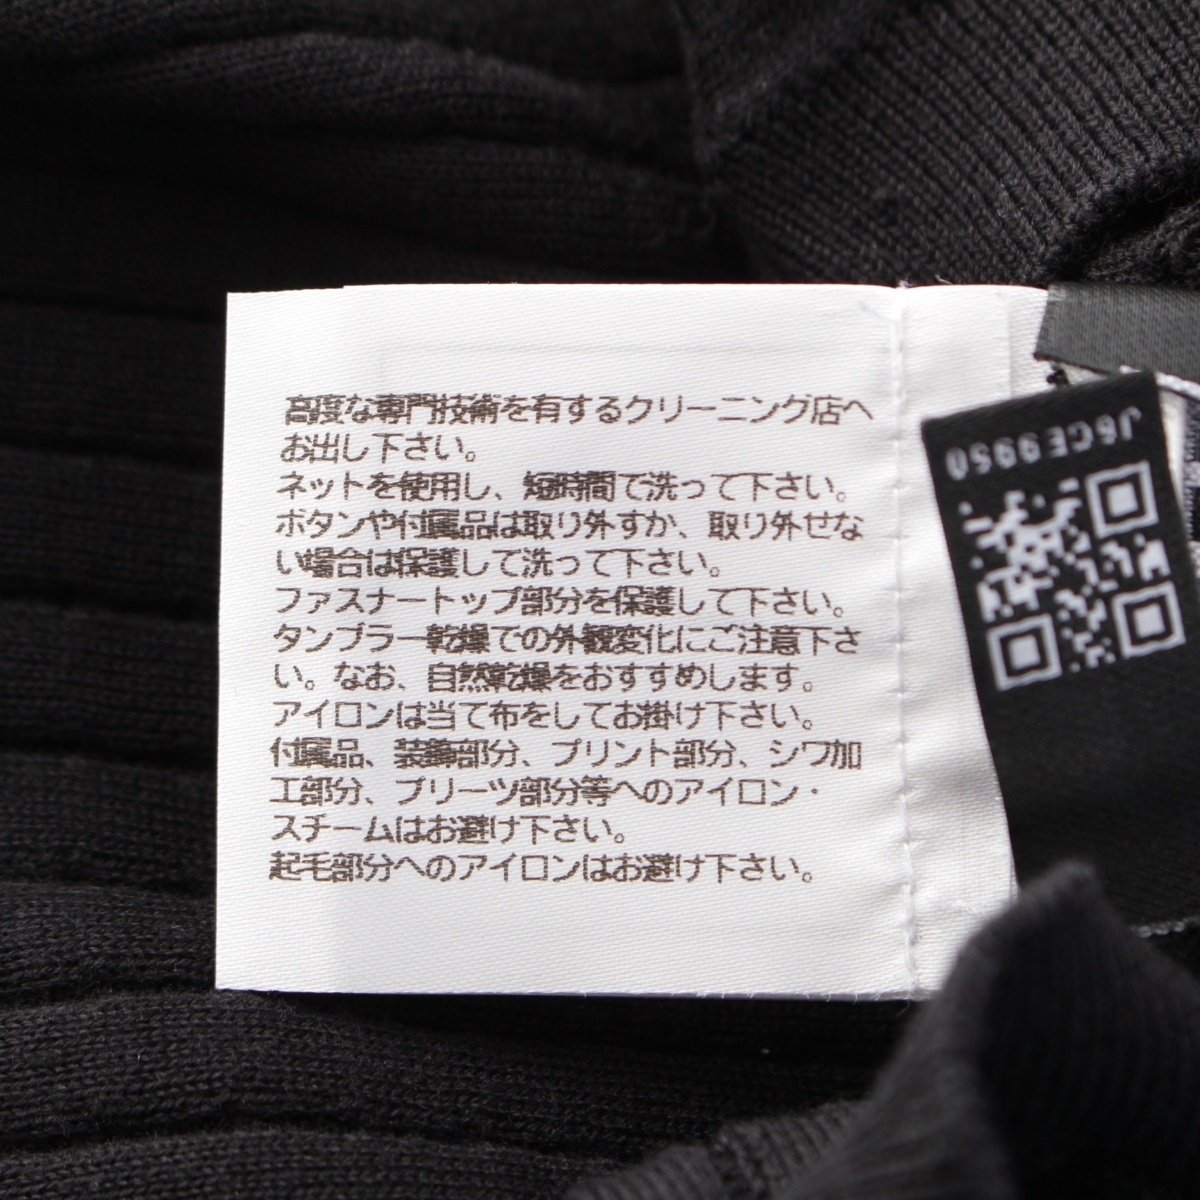 高度な専門技術を有するクリーニング店へ
お出し下さい。
ネットを使用し、短時間で洗って下さい。
ボタンや付属品は取り外すか、取り外せな
い場合は保護して洗って下さい。
ファスナートップ部分を保護して下さい。
タンブラー乾燥での外観変化にご注意下さ
い。なお、自然乾燥をおすすめします。
アイロンは当て布をしてお掛け下さい。
付属品、装飾部分、プリント部分、シワ加
工部分、プリーツ部分等へのアイロン・
スチームはお避け下さい。
起毛部分へのアイロンはお避け下さい。
J6CE9950